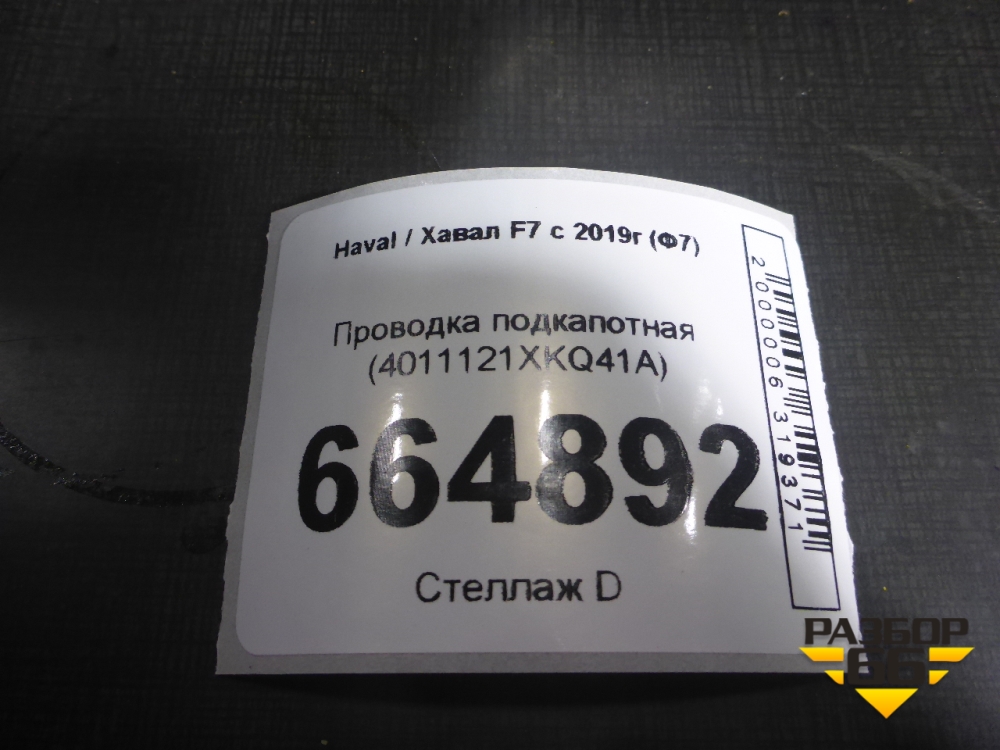 Haval / Хавал F7 с 2019г (Ф7)
Проводка подкапотная
(4011121XKQ41A)
664892
Стеллаж D
2000006319371
РАЗБОР
66